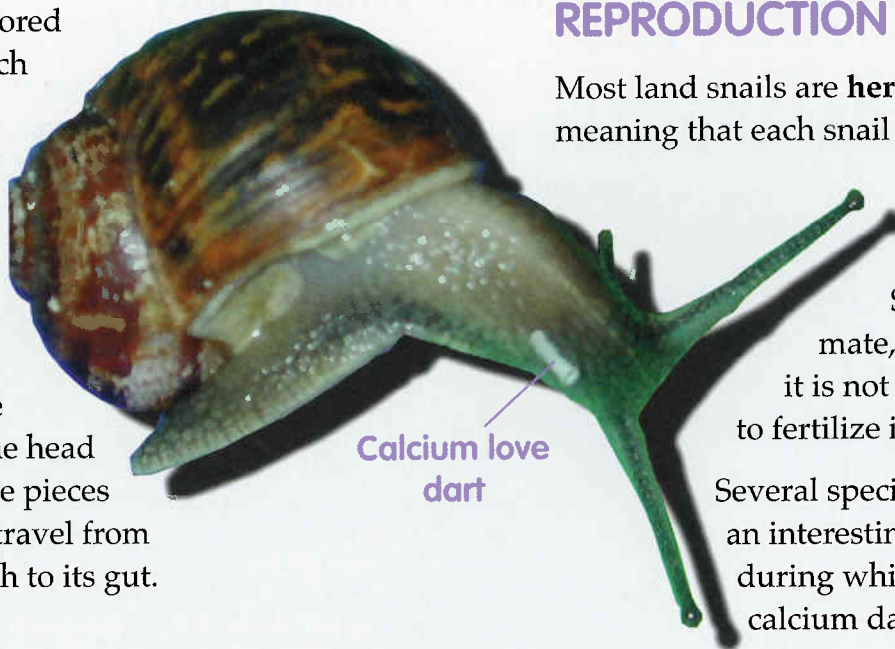 ored
ch
e
e head
e pieces
travel from
h to its gut.
Calcium love
dart
REPRODUCTION
Most land snails are her
meaning that each snail
S
mate,
it is not
to fertilize i
Several speci
an interestin
during whi
calcium da